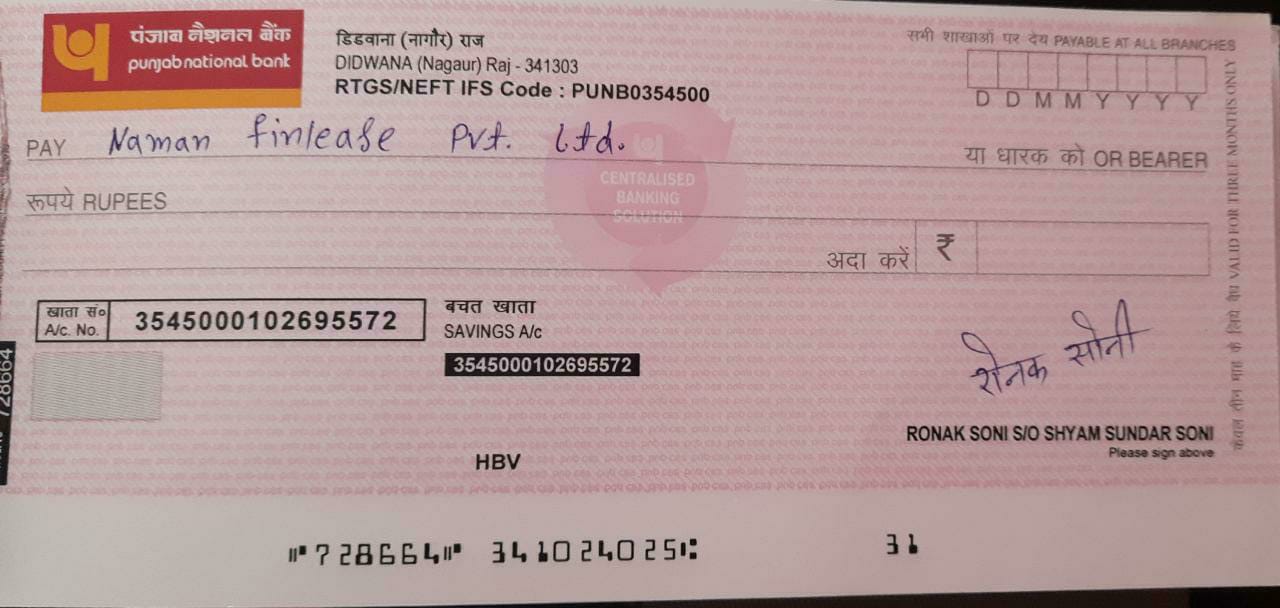 पंजाब नैशनल बैंक
punjab national bank
डिडवाना (नागौर) राज
DIDWANA (Nagaur) Raj - 341303
RTGS/NEFT IFS Code : PUNB0354500
सभी शाखाओं पर देय PAYABLE AT ALL BRANCHES
D D M M Y Y Y Y
PAY Naman Finlease Pvt. Ltd.
या धारक को OR BEARER
CENTRALISED
BANKING
SOLUTION
रूपये RUPEES
अदा करें ₹
खाता सं०
A/c. No. 3545000102695572
बचत खाता
SAVINGS A/c
3545000102695572
रोनक सोनी
RONAK SONI S/O SHYAM SUNDAR SONI
Please sign above
HBV
केवल तीन माह के लिये वैध VALID FOR THREE MONTHS ONLY
728664
⑈728664⑈ 341024025⑆ 31